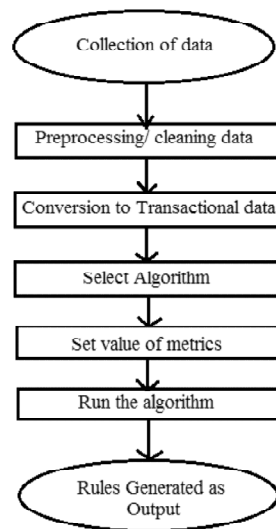 Collection of data
Preprocessing/ cleaning data
Conversion to Transactional data
Select Algorithm
Set value of metrics
Run the algorithm
Rules Generated as
Output